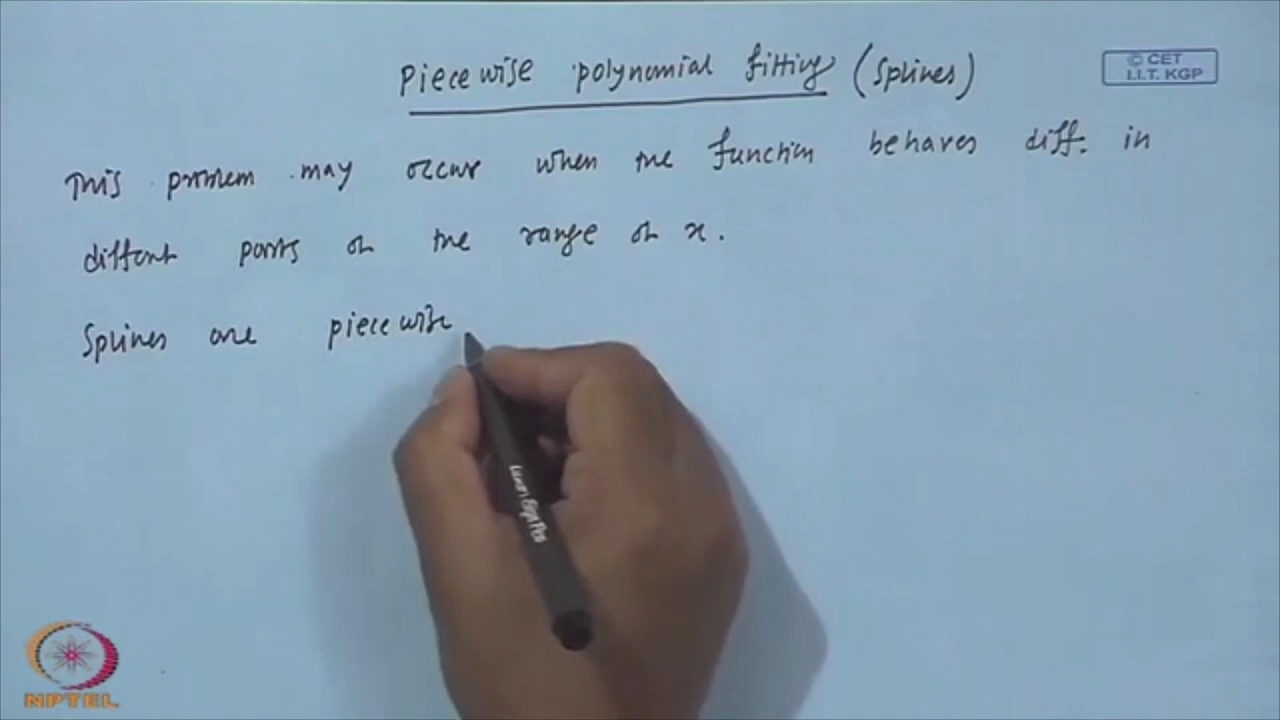 Piecewise polynomial fitting (Splines)
© CET
I.I.T. KGP
This problem may occur when the function behaves diff. in
diffent parts of the range of x.
Splines are piecewise
NPTEL